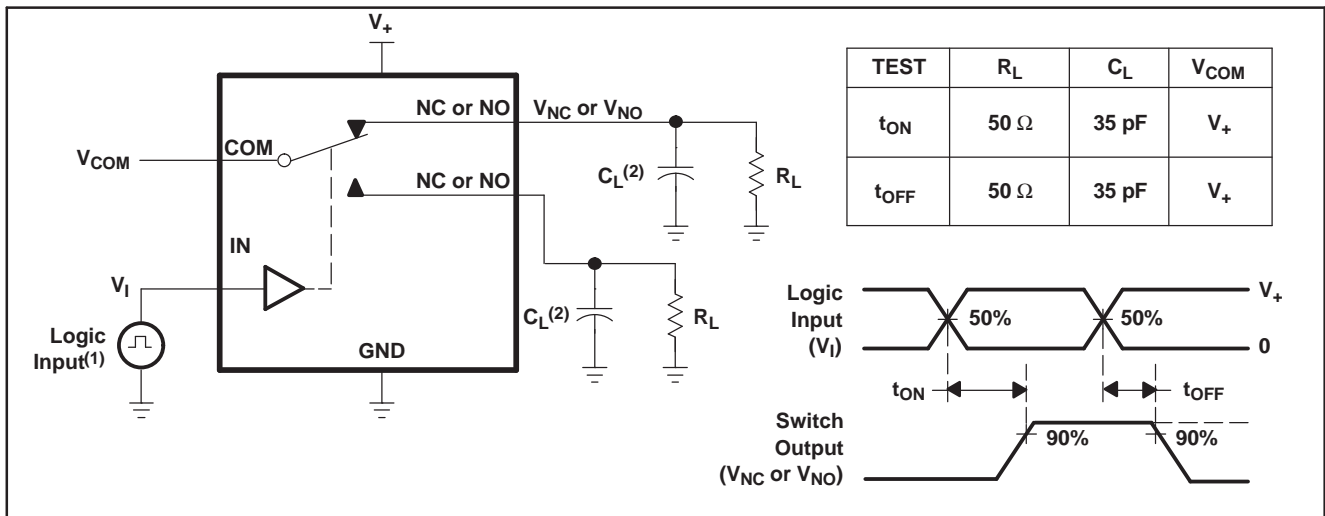 V+
NC or NO
VNC or VNO
COM
VCOM
CL(2)
RL
NC or NO
IN
VI
CL(2)
RL
Logic
Input(1)
GND
TEST RL CL VCOM
tON 50 Ω 35 pF V+
tOFF 50 Ω 35 pF V+
Logic
Input
(VI)
50%
50%
V+
0
tON
tOFF
Switch
Output
(VNC or VNO)
90%
90%